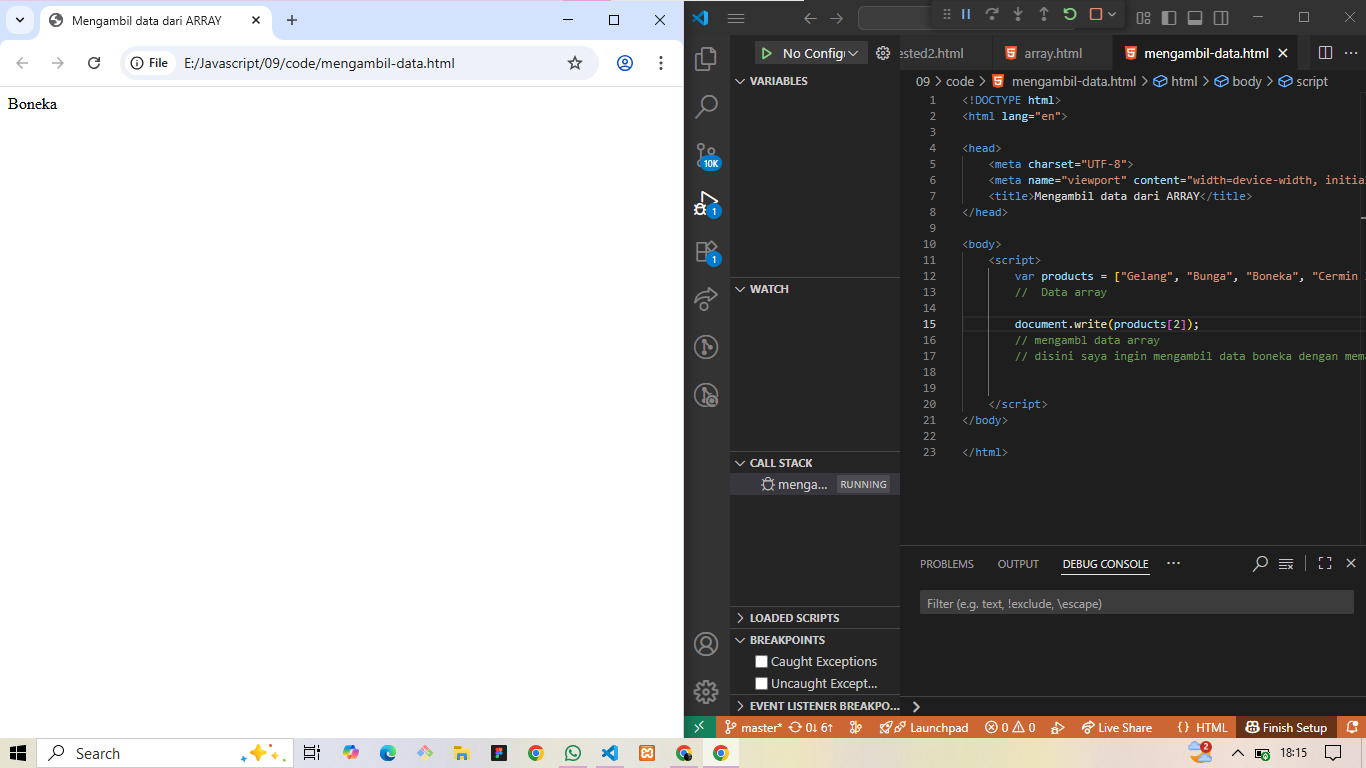 Mengambil data dari ARRAY
File
E:/Javascript/09/code/mengambil-data.html
Boneka
No Config
ested2.html
array.html
mengambil-data.html
09 > code > mengambil-data.html > html > body > script
VARIABLES
WATCH
CALL STACK
menga...
RUNNING
LOADED SCRIPTS
BREAKPOINTS
Caught Exceptions
Uncaught Except...
EVENT LISTENER BREAKPO...
10K
1
1
1 <!DOCTYPE html>
2 <html lang="en">
3
4 <head>
5 <meta charset="UTF-8">
6 <meta name="viewport" content="width=device-width, initia
7 <title>Mengambil data dari ARRAY</title>
8 </head>
9
10 <body>
11 <script>
12 var products = ["Gelang", "Bunga", "Boneka", "Cermin
13 //  Data array
14
15 document.write(products[2]);
16 // mengambl data array
17 // disini saya ingin mengambil data boneka dengan mem
18
19
20 </script>
21 </body>
22
23 </html>
PROBLEMS
OUTPUT
DEBUG CONSOLE
Filter (e.g. text, !exclude, \escape)
master*
0↓ 6↑
Launchpad
0
0
Live Share
{ } HTML
Finish Setup
Search
2
18:15